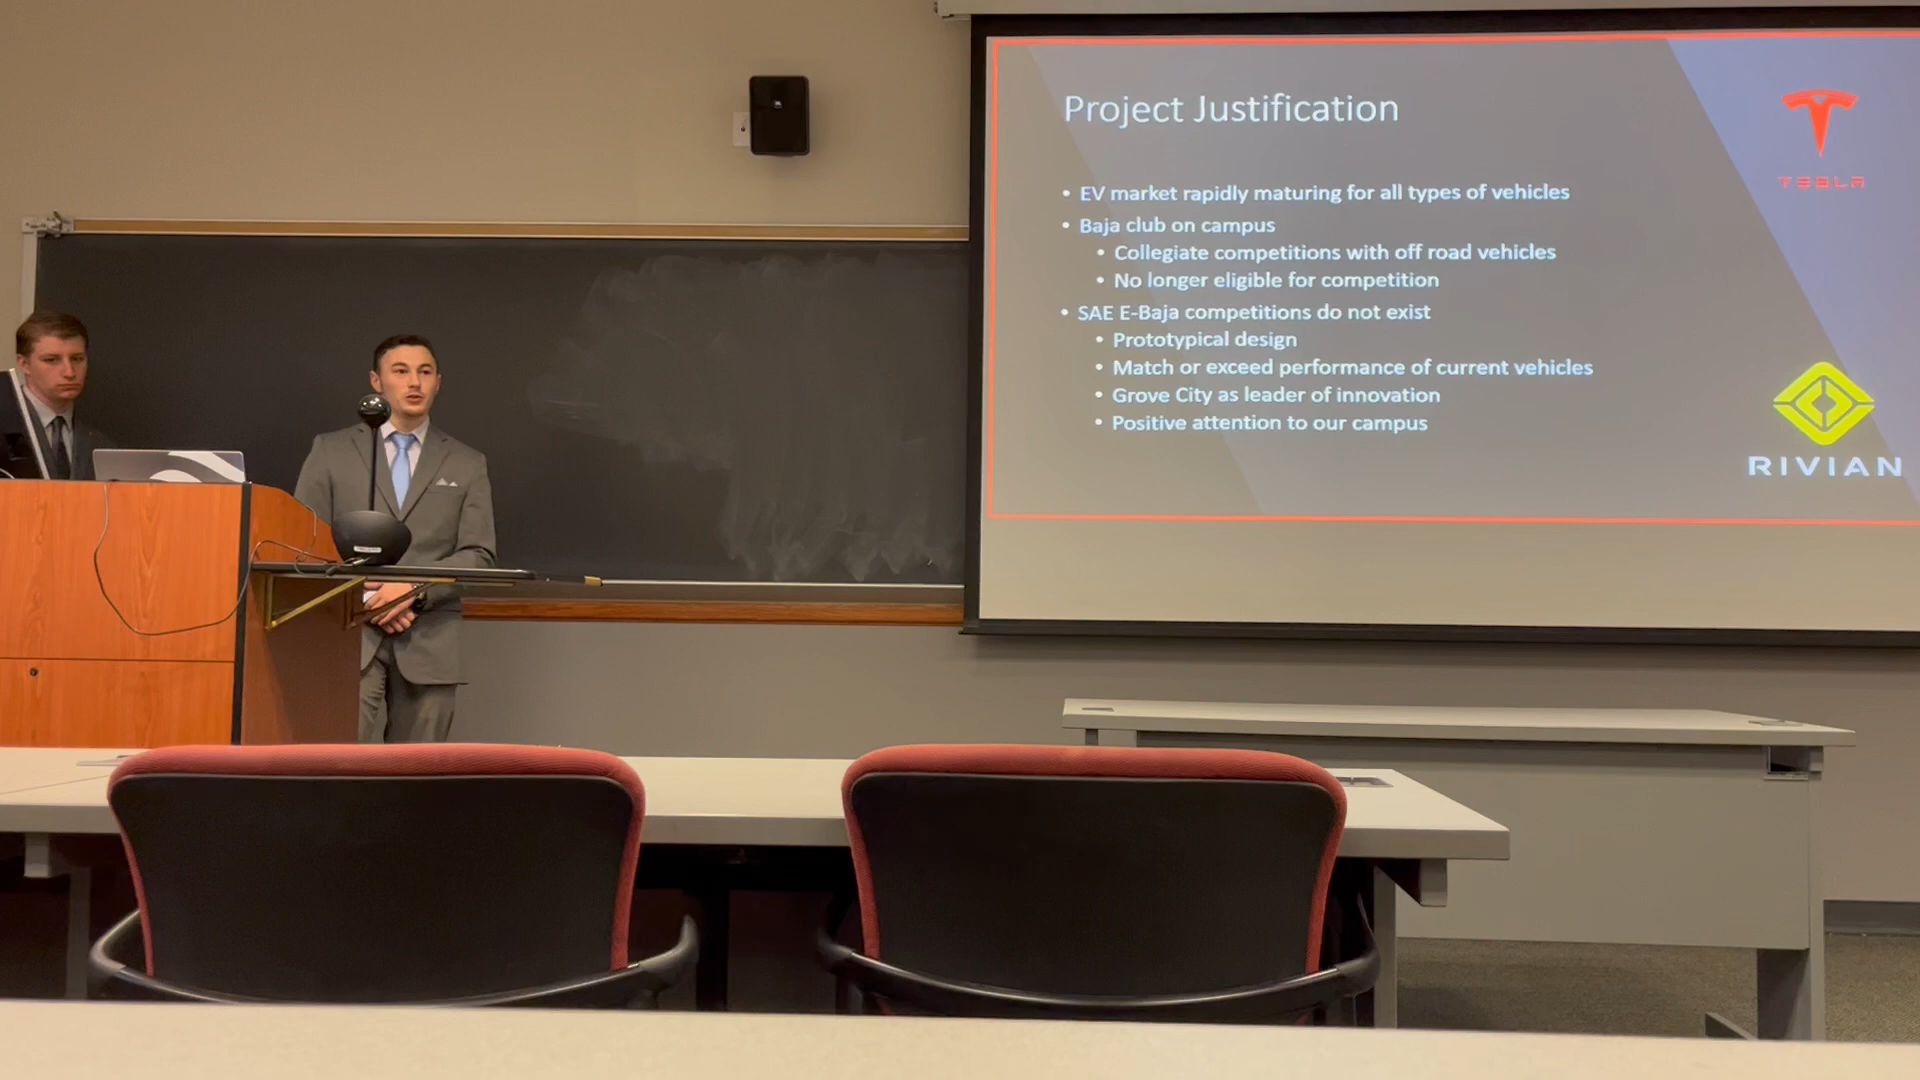 Project Justification
• EV market rapidly maturing for all types of vehicles
• Baja club on campus
• Collegiate competitions with off road vehicles
• No longer eligible for competition
• SAE E-Baja competitions do not exist
• Prototypical design
• Match or exceed performance of current vehicles
• Grove City as leader of innovation
• Positive attention to our campus
TESLA
RIVIAN